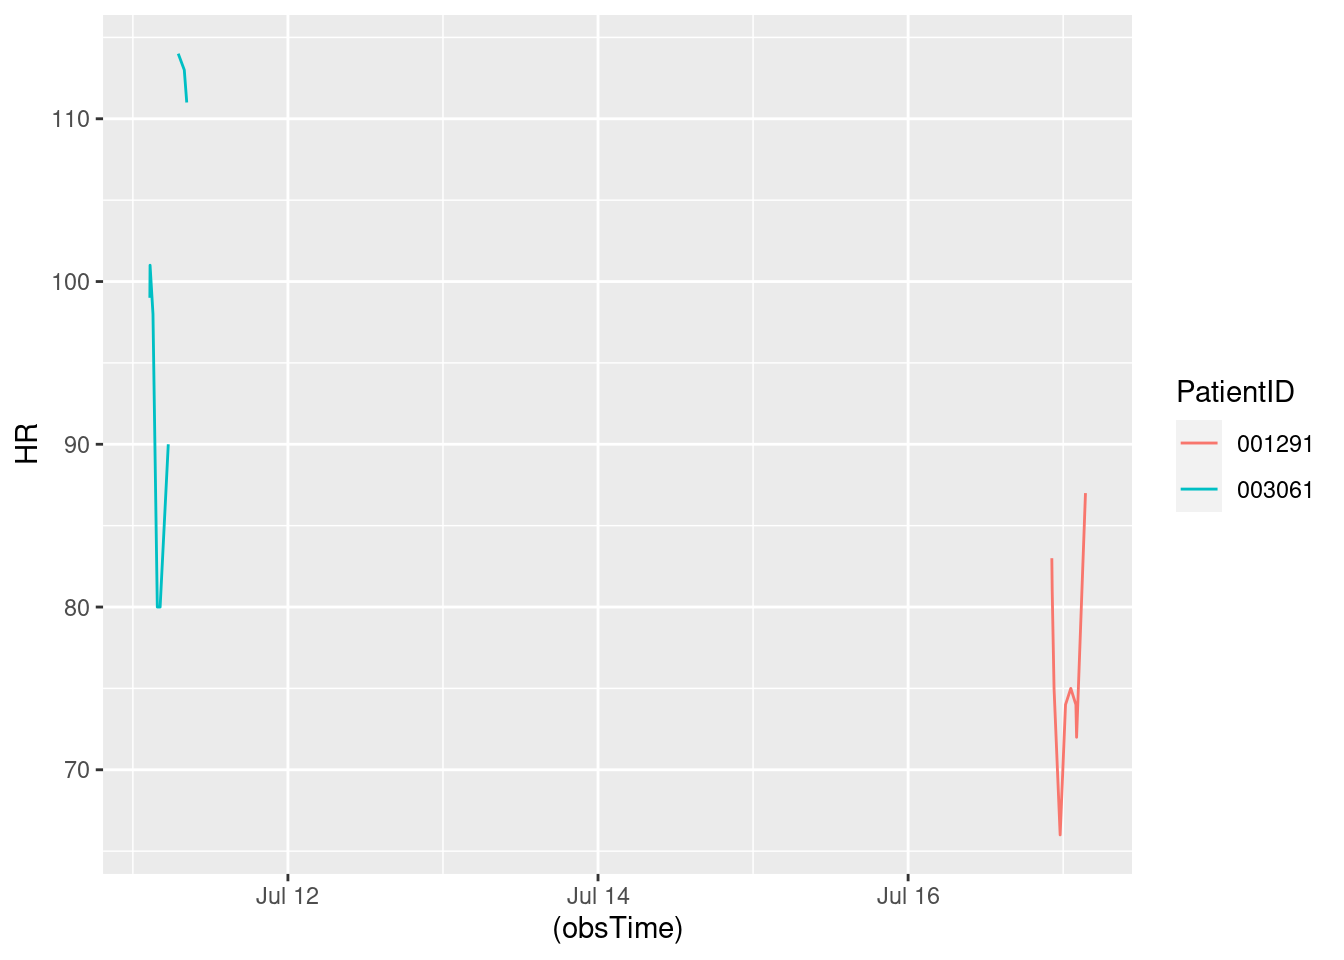 110
100
90
80
70
HR
Jul 12
Jul 14
Jul 16
(obsTime)
PatientID
001291
003061